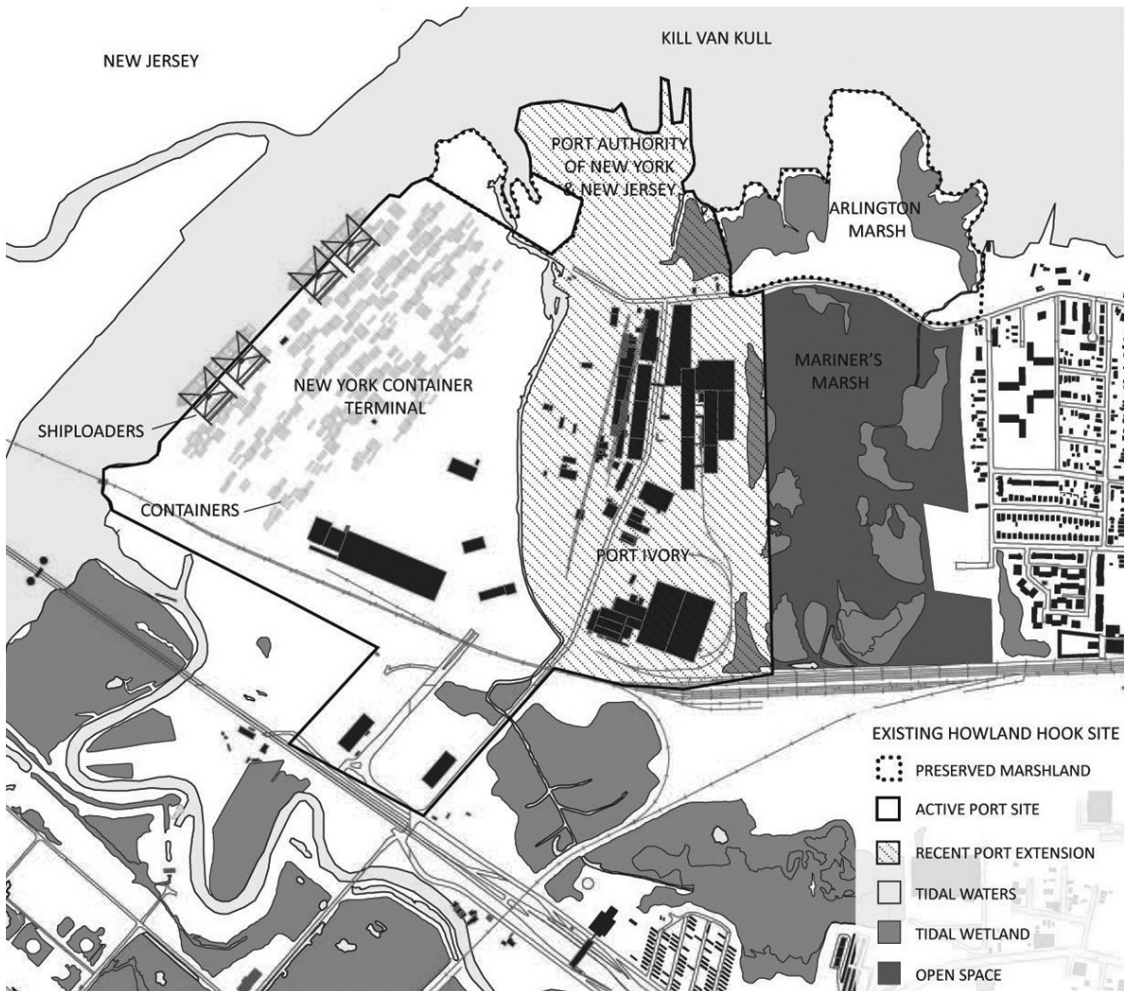 NEW JERSEY
KILL VAN KULL
PORT AUTHORITY
OF NEW YORK
& NEW JERSEY
ARLINGTON
MARSH
MARINER'S
MARSH
NEW YORK CONTAINER
TERMINAL
SHIPLOADERS
CONTAINERS
PORT IVORY
EXISTING HOWLAND HOOK SITE
PRESERVED MARSHLAND
ACTIVE PORT SITE
RECENT PORT EXTENSION
TIDAL WATERS
TIDAL WETLAND
OPEN SPACE